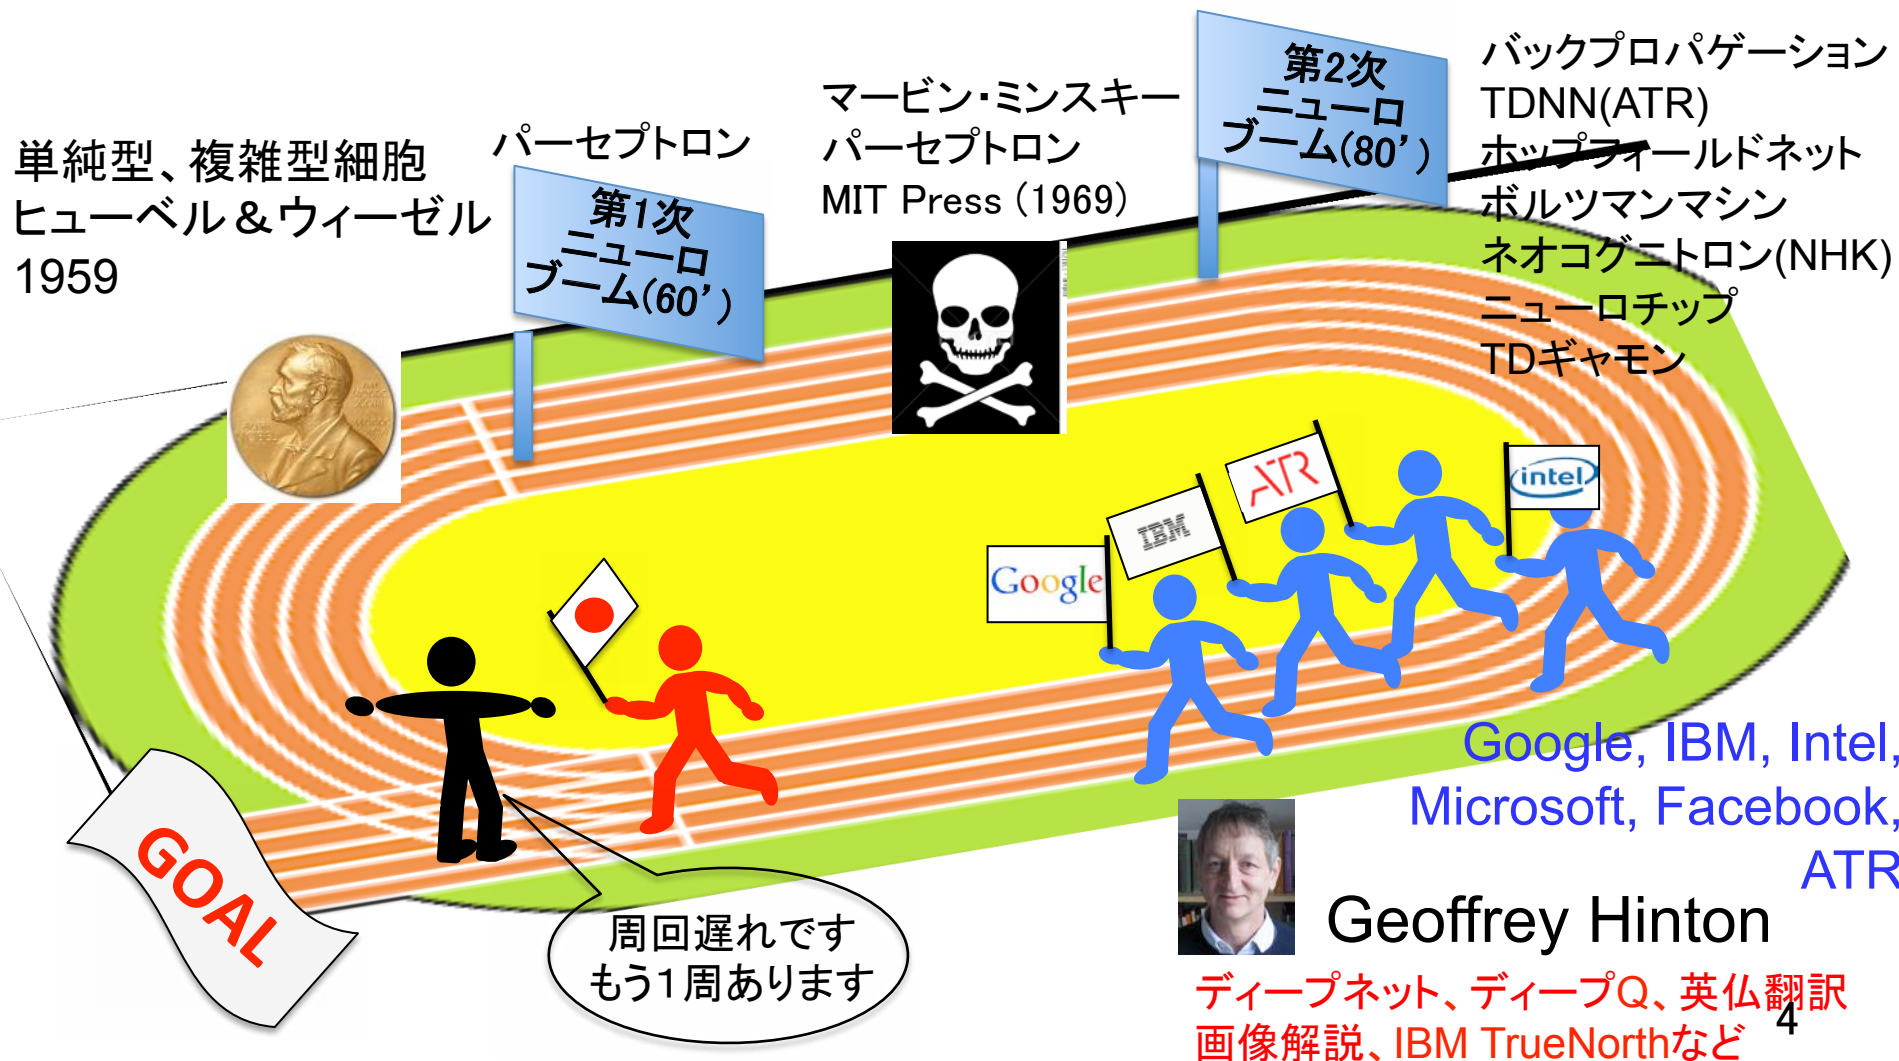 単純型、複雑型細胞
ヒューベル＆ウィーゼル
1959
パーセプトロン
第1次
ニューロ
ブーム(60’)
マービン・ミンスキー
パーセプトロン
MIT Press (1969)
第2次
ニューロ
ブーム(80’)
バックプロパゲーション
TDNN(ATR)
ホップフィールドネット
ボルツマンマシン
ネオコグニトロン(NHK)
ニューロチップ
TDギャモン
Google
IBM
ATR
intel
GOAL
周回遅れです
もう1周あります
Google, IBM, Intel,
Microsoft, Facebook,
ATR
Geoffrey Hinton
ディープネット、ディープQ、英仏翻訳
画像解説、IBM TrueNorthなど
4